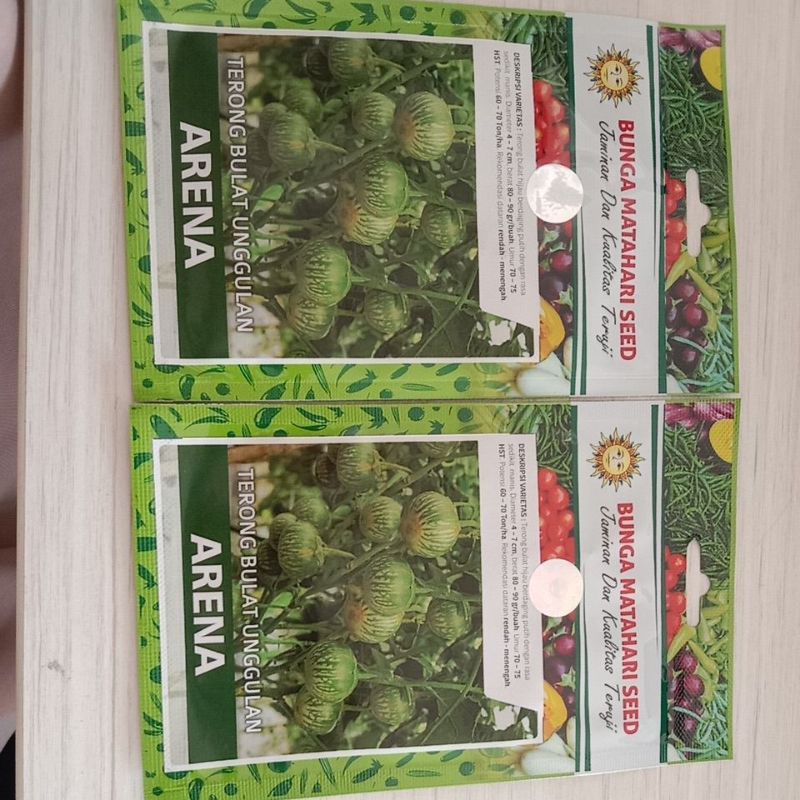 BUNGA MATAHARI SEED
Jaminan Dan Kualitas Teruji
DESKRIPSI VARIETAS : Terong bulat hijau berdaging putih dengan rasa
sedikit manis. Diameter 4 – 7 cm, berat 80 – 90 gr/buah. Umur 70 – 75
HST. Potensi 60 – 70 Ton/ha. Rekomendasi dataran rendah - menengah.
TERONG BULAT UNGGULAN
ARENA
BUNGA MATAHARI SEED
Jaminan Dan Kualitas Teruji
DESKRIPSI VARIETAS : Terong bulat hijau berdaging putih dengan rasa
sedikit manis. Diameter 4 – 7 cm, berat 80 – 90 gr/buah. Umur 70 – 75
HST. Potensi 60 – 70 Ton/ha. Rekomendasi dataran rendah - menengah.
TERONG BULAT UNGGULAN
ARENA